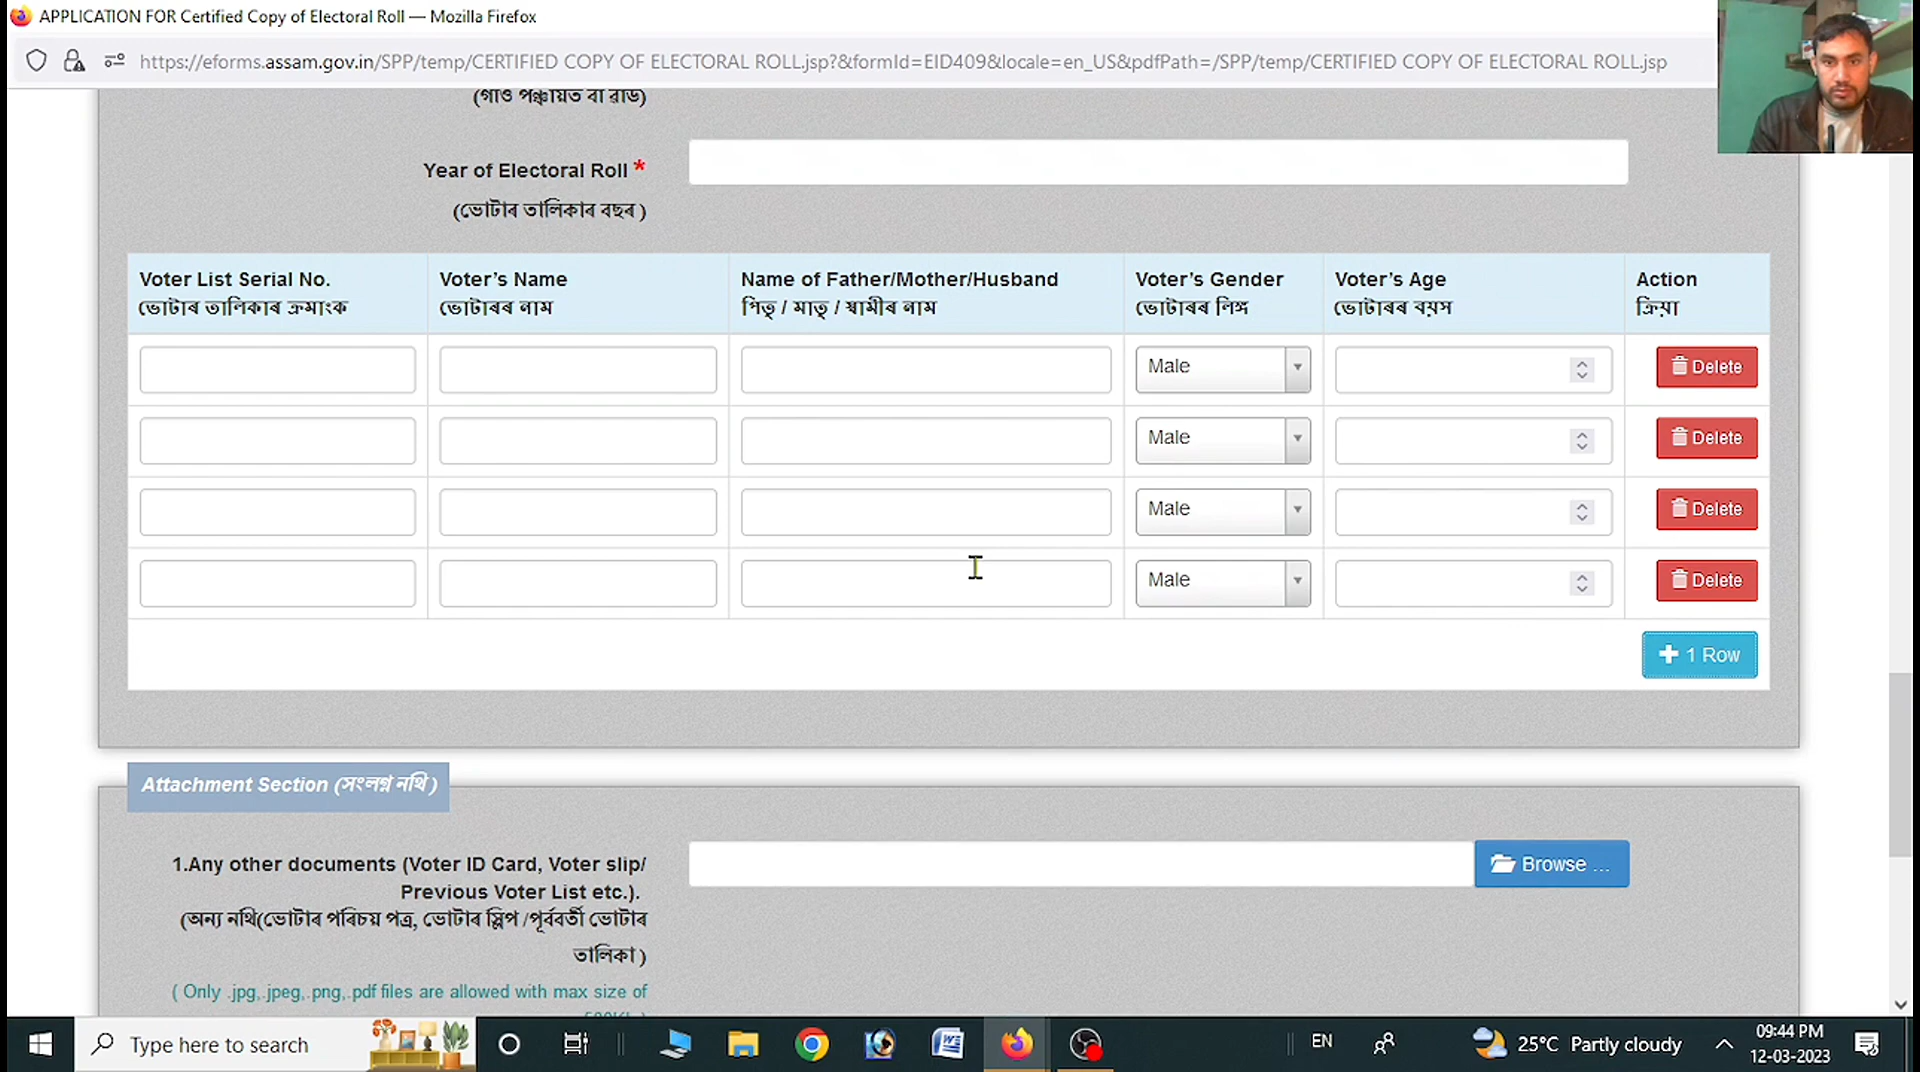 APPLICATION FOR Certified Copy of Electoral Roll — Mozilla Firefox
https://eforms.assam.gov.in/SPP/temp/CERTIFIED COPY OF ELECTORAL ROLL.jsp?&formId=EID409&locale=en_US&pdfPath=/SPP/temp/CERTIFIED COPY OF ELECTORAL ROLL.jsp
(গাওঁ পঞ্চায়ত বা ৱাৰ্ড)
Year of Electoral Roll *
(ভোটাৰ তালিকাৰ বছৰ )
Voter List Serial No. Voter's Name Name of Father/Mother/Husband Voter's Gender Voter's Age Action
ভোটাৰ তালিকাৰ ক্ৰমাংক ভোটাৰৰ নাম পিতৃ / মাতৃ / স্বামীৰ নাম ভোটাৰৰ লিঙ্গ ভোটাৰৰ বয়স ক্ৰিয়া
Male Delete
Male Delete
Male Delete
Male Delete
1 Row
Attachment Section (সংলগ্ন নথি )
1.Any other documents (Voter ID Card, Voter slip/
Previous Voter List etc.).
Browse ...
(অন্য নথি(ভোটাৰ পৰিচয় পত্ৰ, ভোটাৰ স্লিপ /পূৰ্ববৰ্তী ভোটাৰ
তালিকা )
( Only .jpg,.jpeg,.png,.pdf files are allowed with max size of
Type here to search
EN
25°C Partly cloudy
09:44 PM
12-03-2023